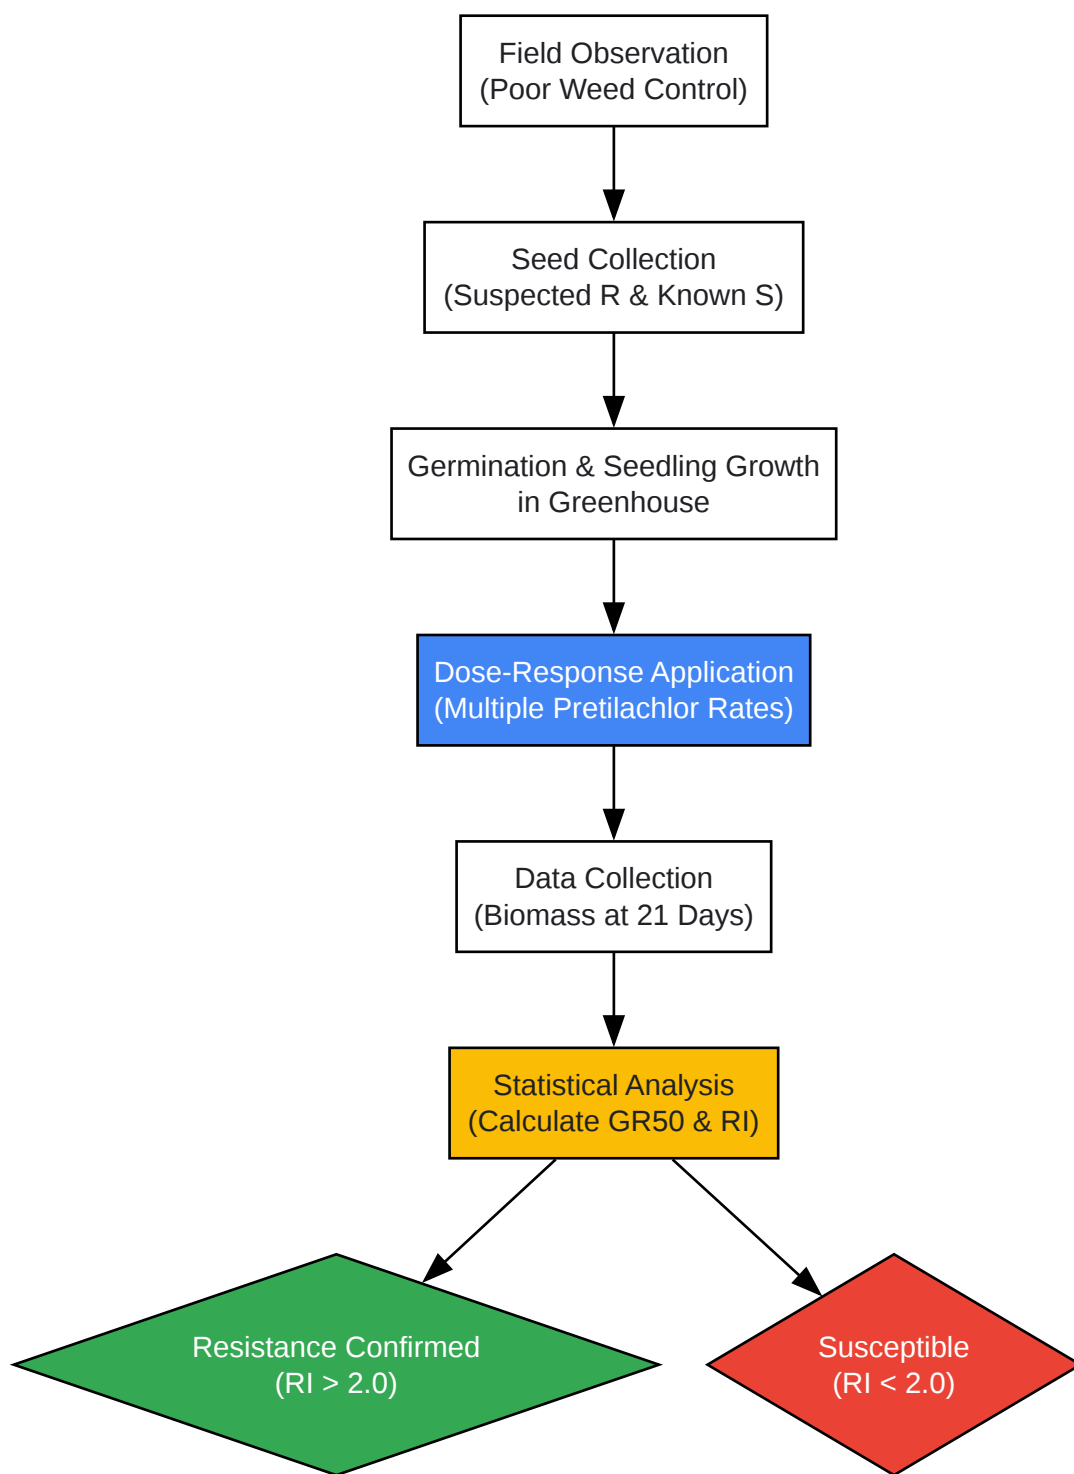 Field Observation
(Poor Weed Control)
Seed Collection
(Suspected R & Known S)
Germination & Seedling Growth
in Greenhouse
Dose-Response Application
(Multiple Pretilachlor Rates)
Data Collection
(Biomass at 21 Days)
Statistical Analysis
(Calculate GR50 & RI)
Resistance Confirmed
(RI > 2.0)
Susceptible
(RI < 2.0)